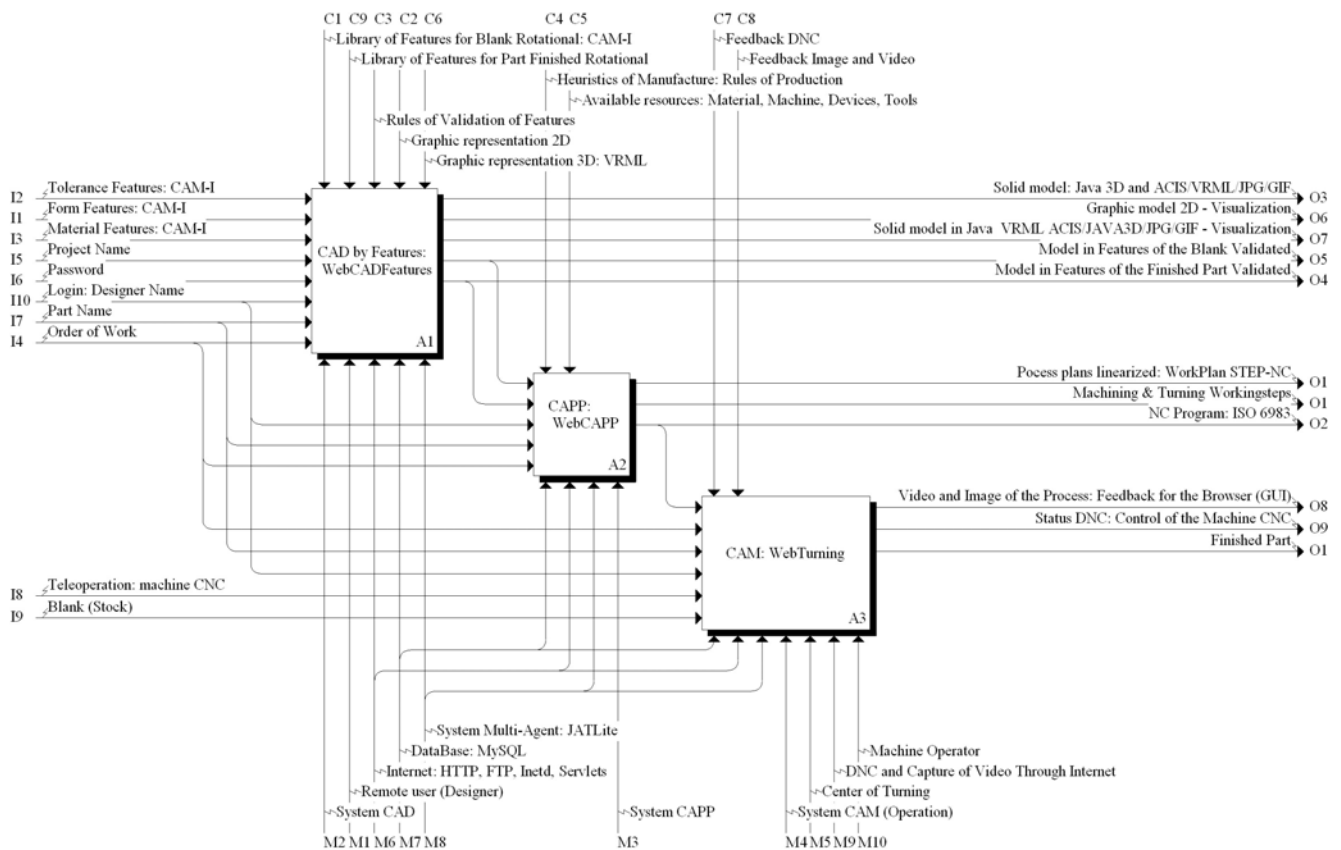 C1 C9 C3 C2 C6 C4 C5 C7 C8
Library of Features for Blank Rotational: CAM-I
Feedback DNC
Library of Features for Part Finished Rotational
Feedback Image and Video
Heuristics of Manufacture: Rules of Production
Available resources: Material, Machine, Devices, Tools
Rules of Validation of Features
Graphic representation 2D
Graphic representation 3D: VRML
I2 Tolerance Features: CAM-I
I1 Form Features: CAM-I
I3 Material Features: CAM-I
I5 Project Name
I6 Password
I10 Login: Designer Name
I7 Part Name
I4 Order of Work
CAD by Features:
WebCADFeatures
A1
Solid model: Java 3D and ACIS/VRML/JPG/GIF O3
Graphic model 2D - Visualization O6
Solid model in Java VRML ACIS/JAVA3D/JPG/GIF - Visualization O7
Model in Features of the Blank Validated O5
Model in Features of the Finished Part Validated O4
CAPP:
WebCAPP
A2
Pocess plans linearized: WorkPlan STEP-NC O1
Machining & Turning Workingsteps O1
NC Program: ISO 6983 O2
CAM: WebTurning
A3
Video and Image of the Process: Feedback for the Browser (GUI) O8
Status DNC: Control of the Machine CNC O9
Finished Part O1
I8 Teleoperation: machine CNC
I9 Blank (Stock)
System Multi-Agent: JATLite
DataBase: MySQL
Machine Operator
Internet: HTTP, FTP, Inetd, Servlets
DNC and Capture of Video Through Internet
Remote user (Designer)
Center of Turning
System CAD
System CAPP
System CAM (Operation)
M2 M1 M6 M7 M8 M3 M4 M5 M9 M10